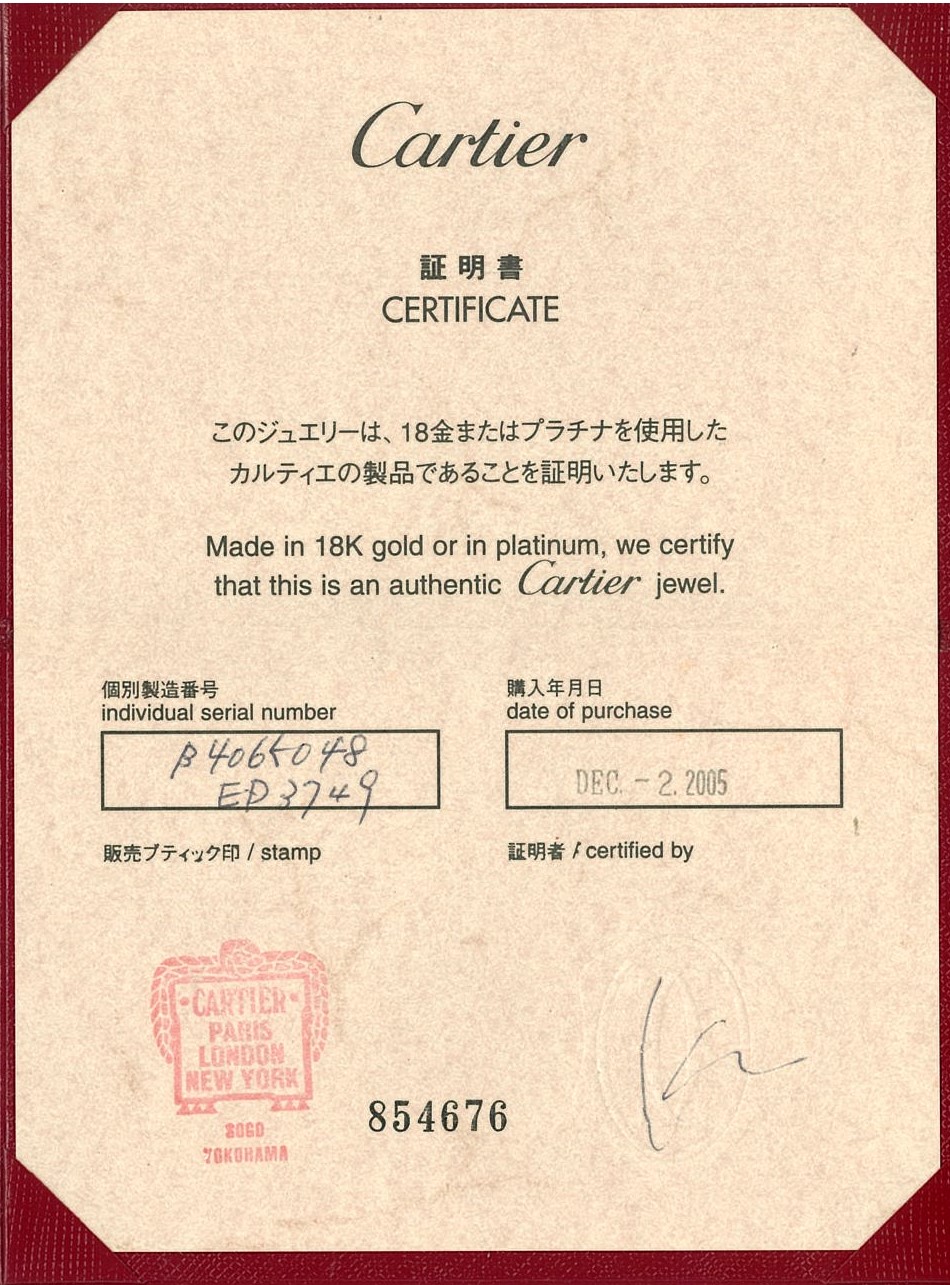 Cartier
証明書
CERTIFICATE
このジュエリーは、18金またはプラチナを使用した
カルティエの製品であることを証明いたします。
Made in 18K gold or in platinum, we certify
that this is an authentic Cartier jewel.
個別製造番号
individual serial number
B4065048
ED3749
購入年月日
date of purchase
DEC. - 2. 2005
販売ブティック印 / stamp
証明者 / certified by
CARTIER
PARIS
LONDON
NEW YORK
SOGO
YOKOHAMA
854676